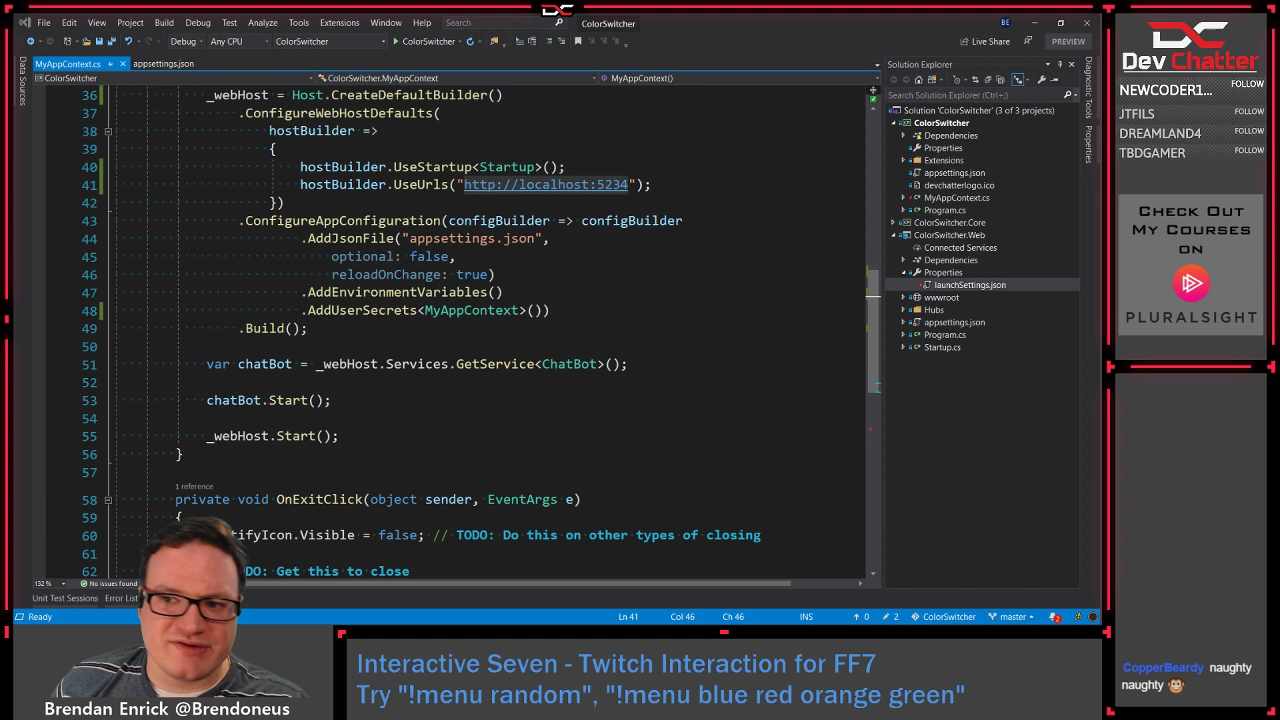 File Edit View Project Build Debug Test Analyze Tools Extensions Window Help Search ColorSwitcher BE
Debug Any CPU ColorSwitcher ColorSwitcher Live Share PREVIEW
MyAppContext.cs appsettings.json
ColorSwitcher ColorSwitcher.MyAppContext MyAppContext()
Data Sources
36 _webHost = Host.CreateDefaultBuilder()
37 .ConfigureWebHostDefaults(
38 hostBuilder =>
39 {
40 hostBuilder.UseStartup<Startup>();
41 hostBuilder.UseUrls("http://localhost:5234");
42 })
43 .ConfigureAppConfiguration(configBuilder => configBuilder
44 .AddJsonFile("appsettings.json",
45 optional: false,
46 reloadOnChange: true)
47 .AddEnvironmentVariables()
48 .AddUserSecrets<MyAppContext>())
49 .Build();
50
51 var chatBot = _webHost.Services.GetService<ChatBot>();
52
53 chatBot.Start();
54
55 _webHost.Start();
56 }
57
1 reference
58 private void OnExitClick(object sender, EventArgs e)
59 {
60 tifyIcon.Visible = false; // TODO: Do this on other types of closing
61
62 DO: Get this to close
132 % No issues found
Unit Test Sessions Error List
Ready Ln 41 Col 46 Ch 46 INS 0 2 ColorSwitcher master 2
Solution Explorer
Search Solution Explorer (Ctrl+;)
Solution 'ColorSwitcher' (3 of 3 projects)
ColorSwitcher
Dependencies
Properties
Extensions
appsettings.json
devchatterlogo.ico
MyAppContext.cs
Program.cs
ColorSwitcher.Core
ColorSwitcher.Web
Connected Services
Dependencies
Properties
launchSettings.json
wwwroot
Hubs
appsettings.json
Program.cs
Startup.cs
Diagnostic Tools
Properties
Dev Chatter
NEWCODER1... FOLLOW
JTFILS FOLLOW
DREAMLAND4 FOLLOW
TBDGAMER FOLLOW
CHECK OUT
MY COURSES
ON
PLURALSIGHT
CopperBeardy naughty
naughty
Interactive Seven - Twitch Interaction for FF7
Try "!menu random", "!menu blue red orange green"
Brendan Enrick @Brendoneus